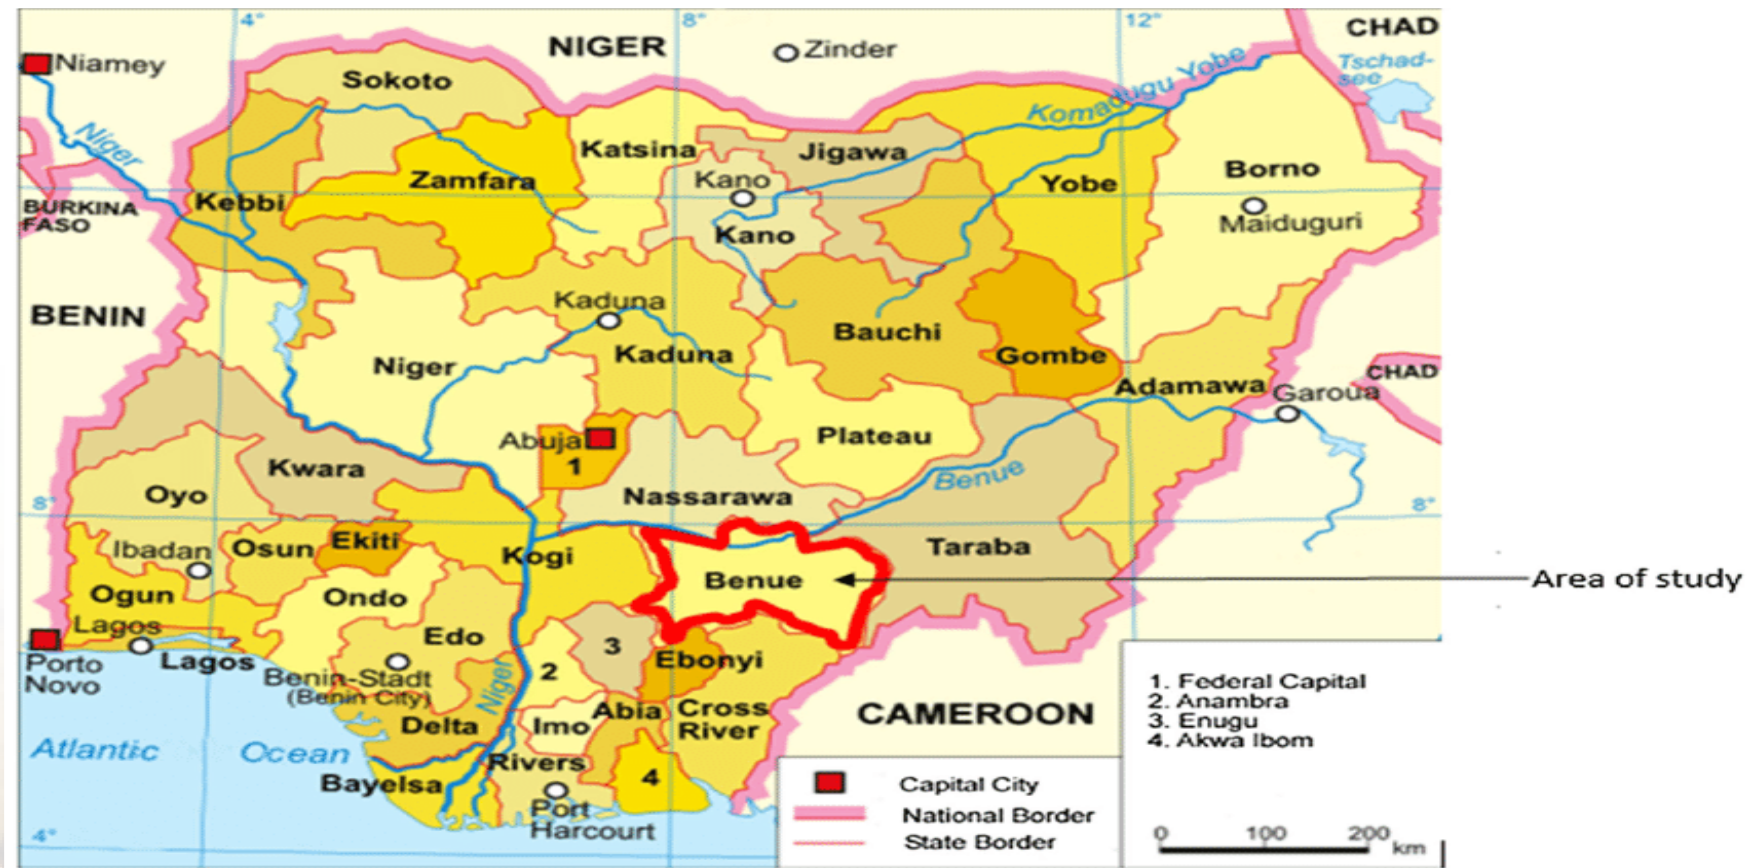 4°
8°
12°
CHAD
NIGER
Zinder
Niamey
Sokoto
Komadugu Yobe
Tschad-
see
Niger
Katsina
Jigawa
Borno
Zamfara
Kano
Yobe
Kebbi
BURKINA
FASO
Maiduguri
Kano
BENIN
Kaduna
Bauchi
Niger
Kaduna
Gombe
CHAD
Adamawa
Garoua
Abuja
1
Plateau
Kwara
Benue
Oyo
Nassarawa
8°
8°
Ibadan
Osun
Ekiti
Kogi
Taraba
Benue
Area of study
Ogun
Ondo
Lagos
Edo
3
Porto
Novo
Lagos
Benin-Stadt
(Benin City)
Niger
2
Ebonyi
Delta
Imo
Abia
Cross
River
CAMEROON
Atlantic Ocean
Bayelsa
Rivers
4
Port
Harcourt
4°
1. Federal Capital
2. Anambra
3. Enugu
4. Akwa Ibom
Capital City
National Border
State Border
0 100 200
km